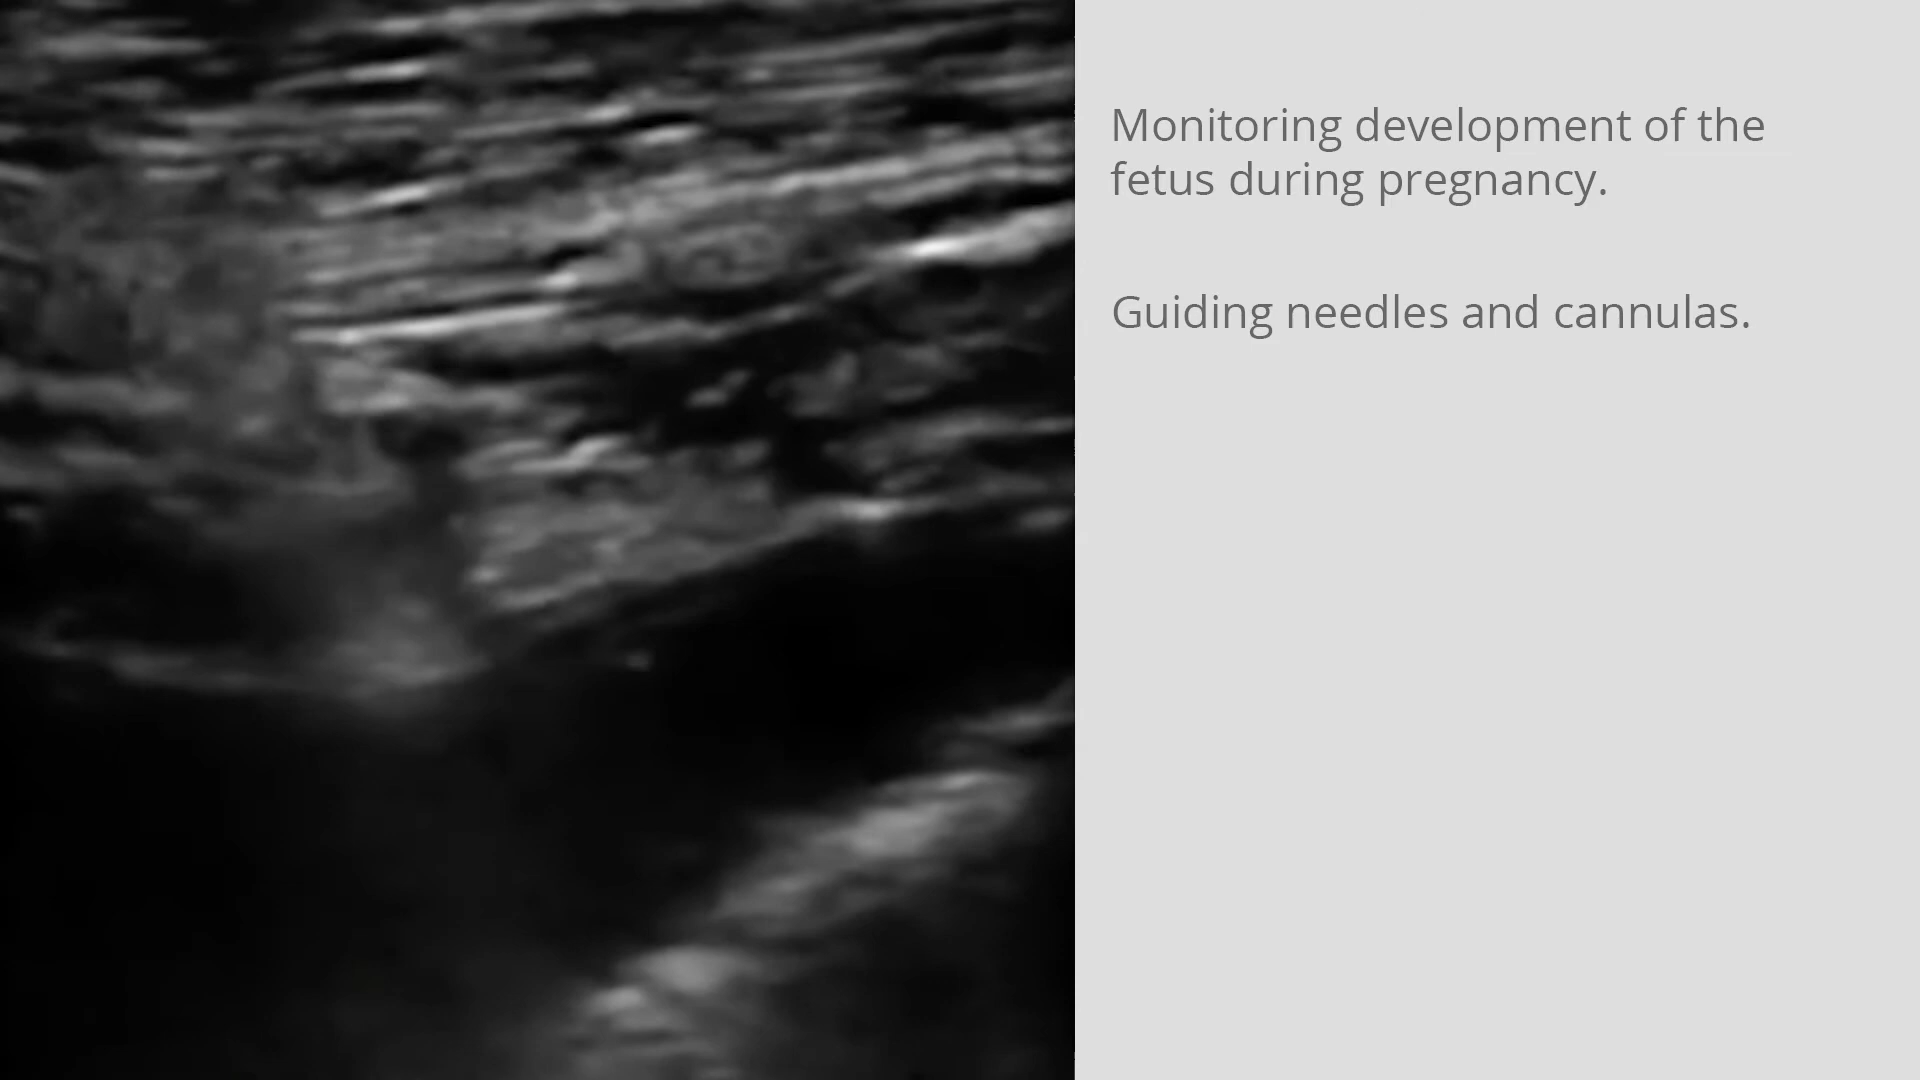 Monitoring development of the
fetus during pregnancy.
Guiding needles and cannulas.